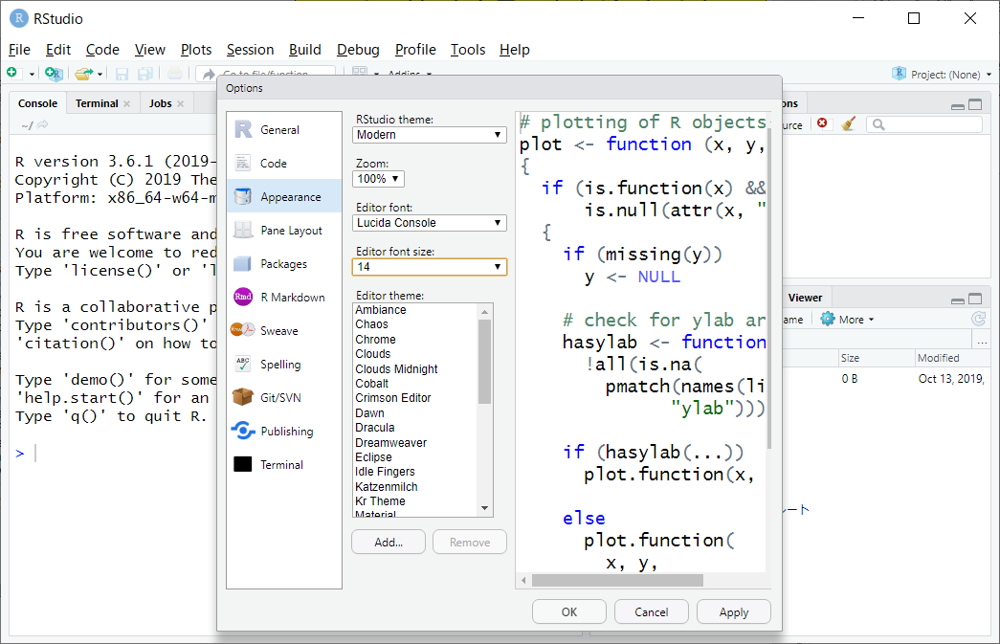 RStudio
File Edit Code View Plots Session Build Debug Profile Tools Help
Go to file/function
Addins
Project: (None)
Console Terminal Jobs
~/
R version 3.6.1 (2019-
Copyright (C) 2019 The
Platform: x86_64-w64-m
R is free software and
You are welcome to red
Type 'license()' or 'l
R is a collaborative p
Type 'contributors()'
'citation()' on how to
Type 'demo()' for some
'help.start()' for an
Type 'q()' to quit R.
>
Options
General
Code
Appearance
Pane Layout
Packages
Rmd R Markdown
Sweave
ABC Spelling
Git/SVN
Publishing
Terminal
RStudio theme:
Modern
Zoom:
100%
Editor font:
Lucida Console
Editor font size:
14
Editor theme:
Ambiance
Chaos
Chrome
Clouds
Clouds Midnight
Cobalt
Crimson Editor
Dawn
Dracula
Dreamweaver
Eclipse
Idle Fingers
Katzenmilch
Kr Theme
Material
Add... Remove
# plotting of R objects
plot <- function (x, y,
{
if (is.function(x) &&
is.null(attr(x, "
{
if (missing(y))
y <- NULL
# check for ylab ar
hasylab <- function
!all(is.na(
pmatch(names(li
"ylab")))
if (hasylab(...))
plot.function(x,
else
plot.function(
x, y,
OK Cancel Apply
ons
urce
Viewer
ame More
...
Size Modified
0 B Oct 13, 2019,
ート